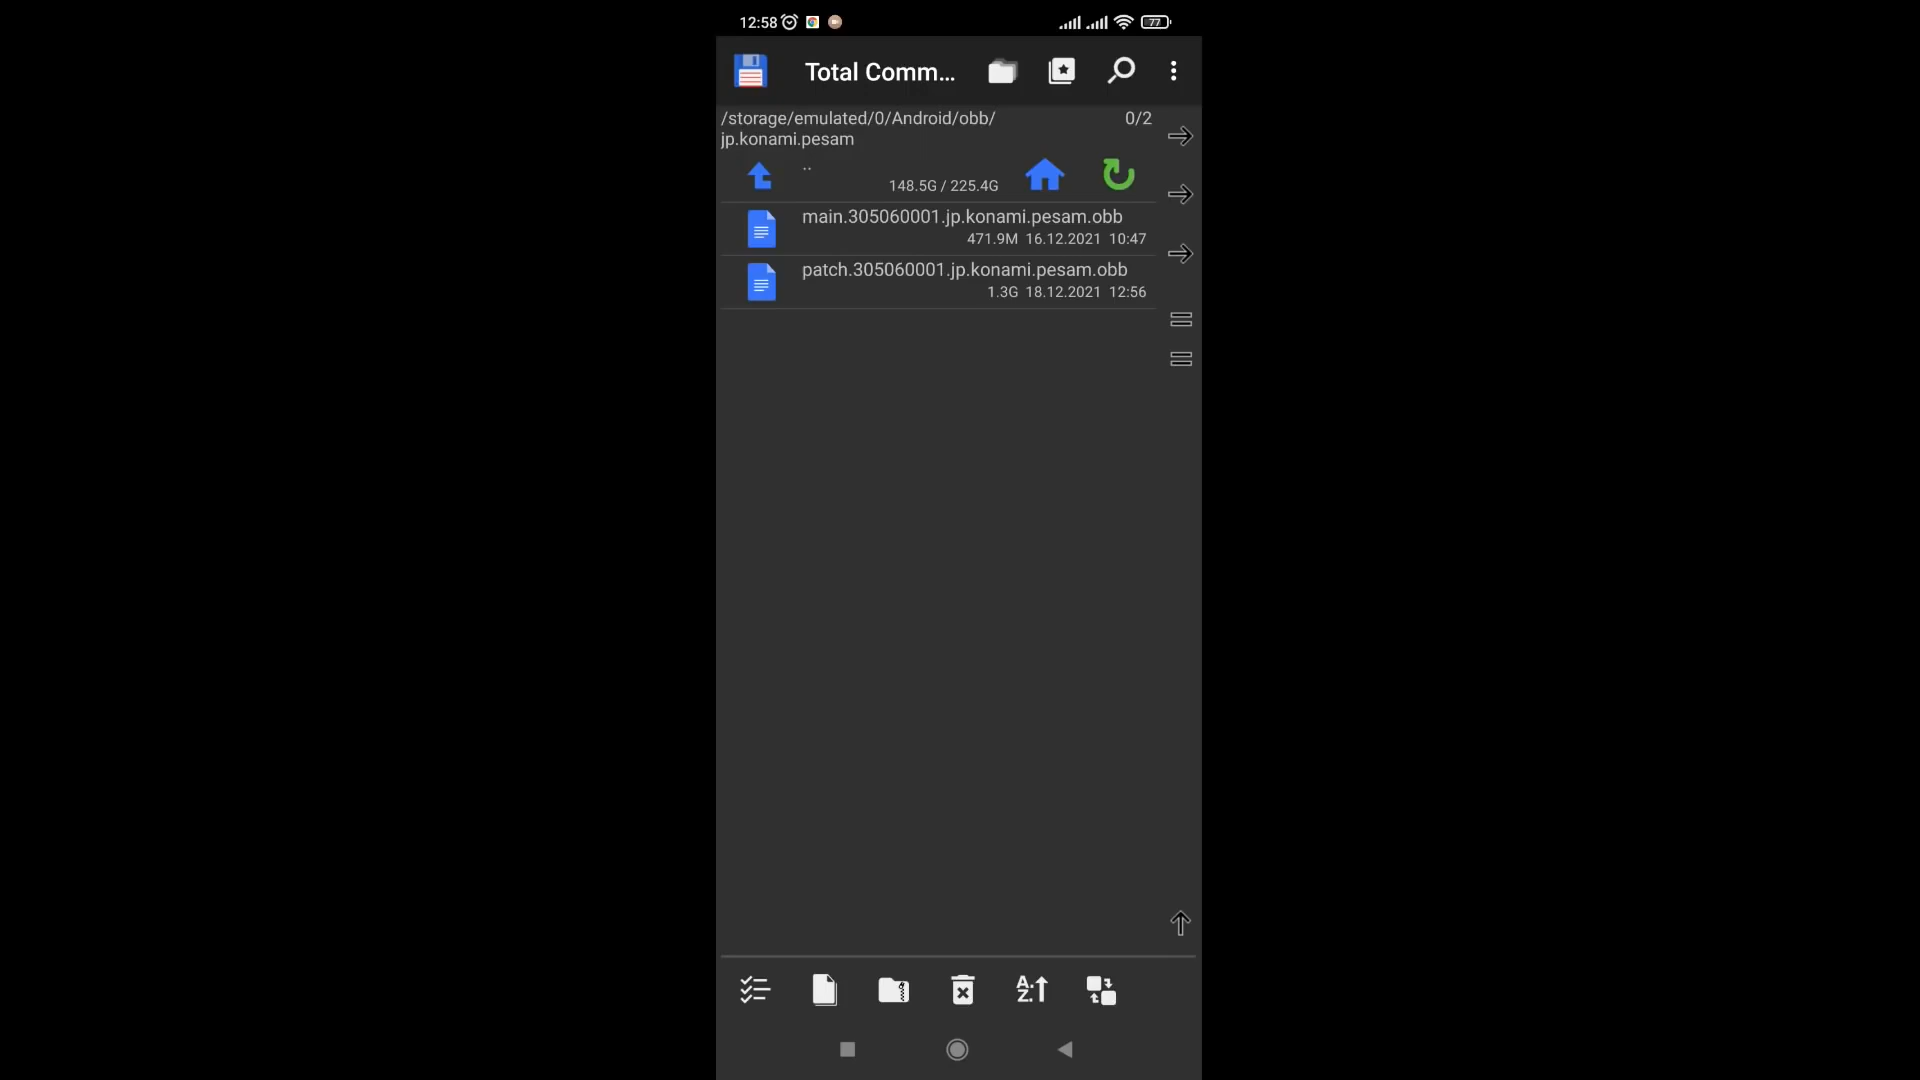 12:58
77
Total Comm...
/storage/emulated/0/Android/obb/
jp.konami.pesam
0/2
..
148.5G / 225.4G
main.305060001.jp.konami.pesam.obb
471.9M 16.12.2021 10:47
patch.305060001.jp.konami.pesam.obb
1.3G 18.12.2021 12:56
A.
Z.